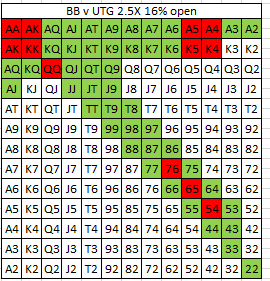 BB v UTG 2.5X 16% open
AA AK AQ AJ AT A9 A8 A7 A6 A5 A4 A3 A2
AK KK KQ KJ KT K9 K8 K7 K6 K5 K4 K3 K2
AQ KQ QQ QJ QT Q9 Q8 Q7 Q6 Q5 Q4 Q3 Q2
AJ KJ QJ JJ JT J9 J8 J7 J6 J5 J4 J3 J2
AT KT QT JT TT T9 T8 T7 T6 T5 T4 T3 T2
A9 K9 Q9 J9 T9 99 98 97 96 95 94 93 92
A8 K8 Q8 J8 T8 98 88 87 86 85 84 83 82
A7 K7 Q7 J7 T7 97 87 77 76 75 74 73 72
A6 K6 Q6 J6 T6 96 86 76 66 65 64 63 62
A5 K5 Q5 J5 T5 95 85 75 65 55 54 53 52
A4 K4 Q4 J4 T4 94 84 74 64 54 44 43 42
A3 K3 Q3 J3 T3 93 83 73 63 53 43 33 32
A2 K2 Q2 J2 T2 92 82 72 62 52 42 32 22